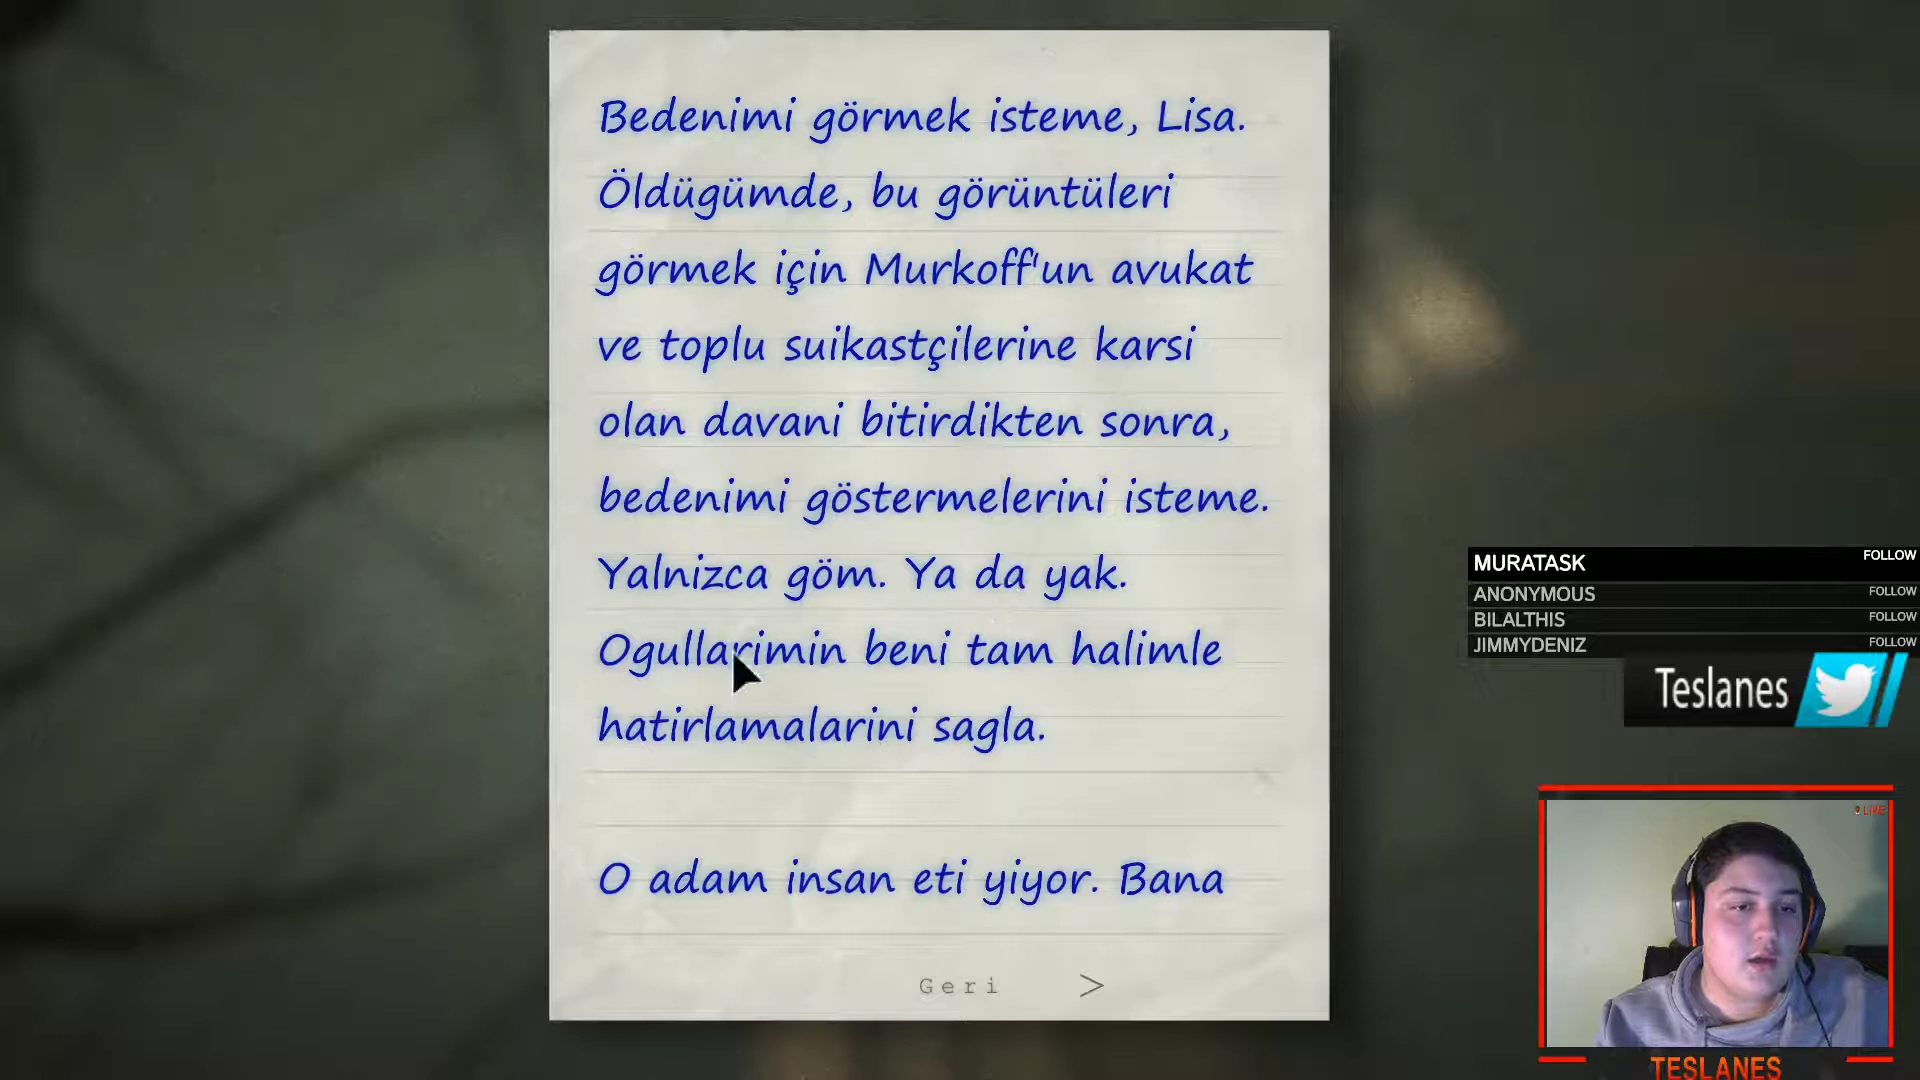 Bedenimi görmek isteme, Lisa.
Öldügümde, bu görüntüleri
görmek için Murkoff'un avukat
ve toplu suikastçilerine karsi
olan davani bitirdikten sonra,
bedenimi göstermelerini isteme.
Yalnizca göm. Ya da yak.
Ogullarimin beni tam halimle
hatirlamalarini sagla.
O adam insan eti yiyor. Bana
Geri >
MURATASK FOLLOW
ANONYMOUS FOLLOW
BILALTHIS FOLLOW
JIMMYDENIZ FOLLOW
Teslanes
LIVE
TESLANES